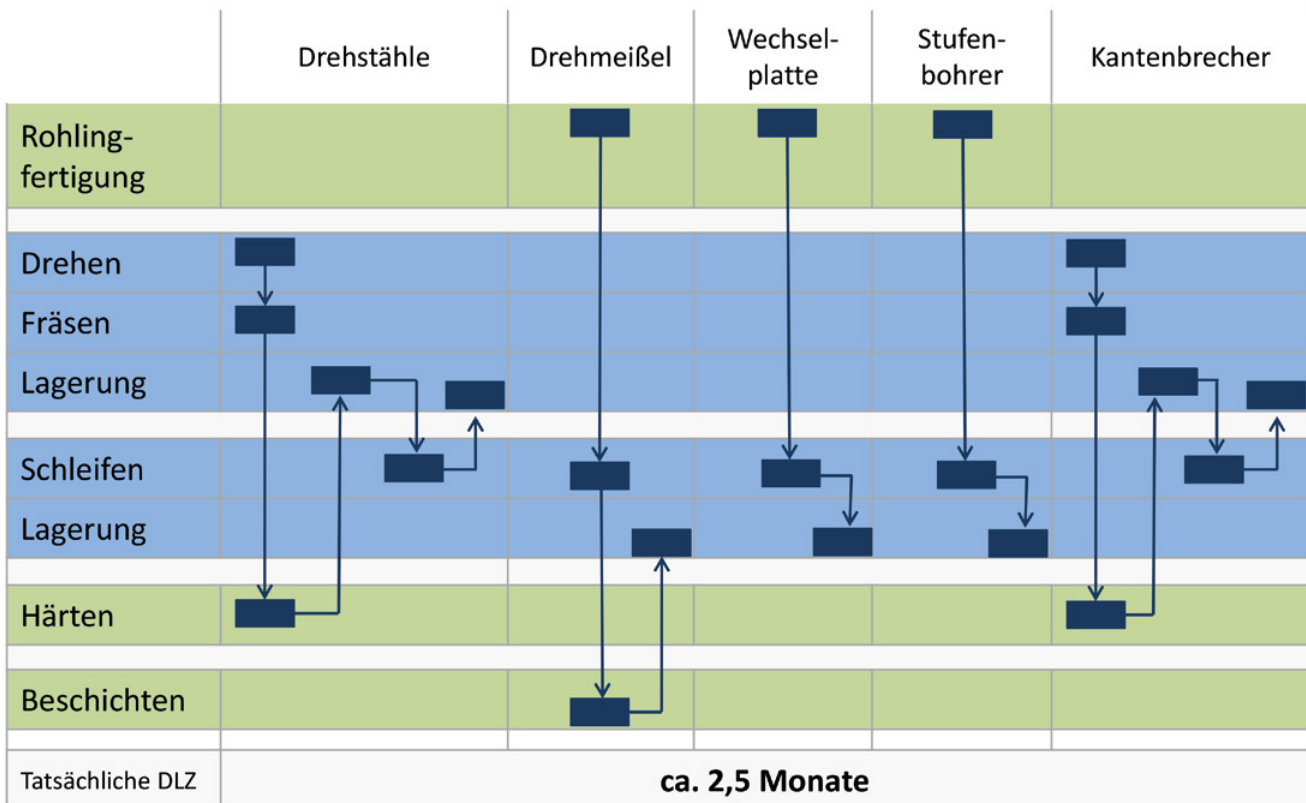 Drehstähle
Drehmeißel
Wechsel-
platte
Stufen-
bohrer
Kantenbrecher
Rohling-
fertigung
Drehen
Fräsen
Lagerung
Schleifen
Lagerung
Härten
Beschichten
Tatsächliche DLZ
ca. 2,5 Monate